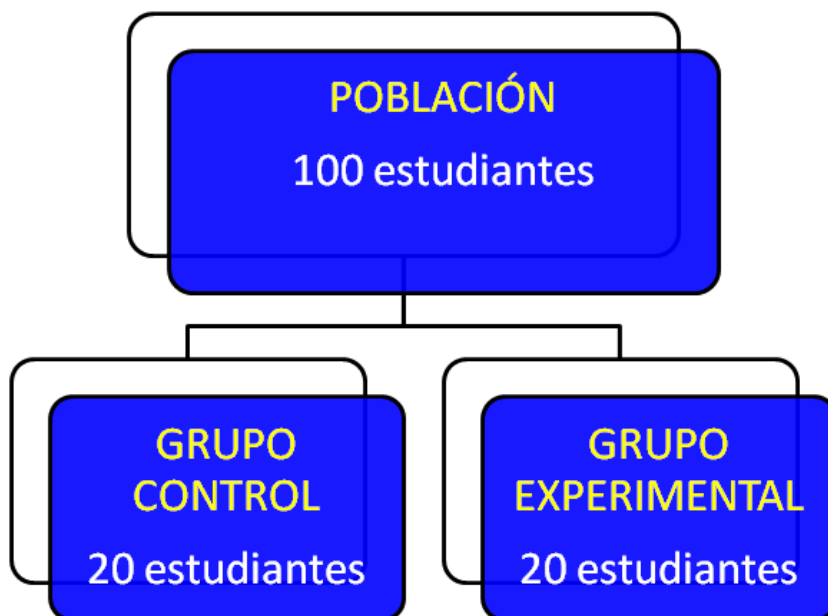 POBLACIÓN
100 estudiantes
GRUPO
CONTROL
20 estudiantes
GRUPO
EXPERIMENTAL
20 estudiantes